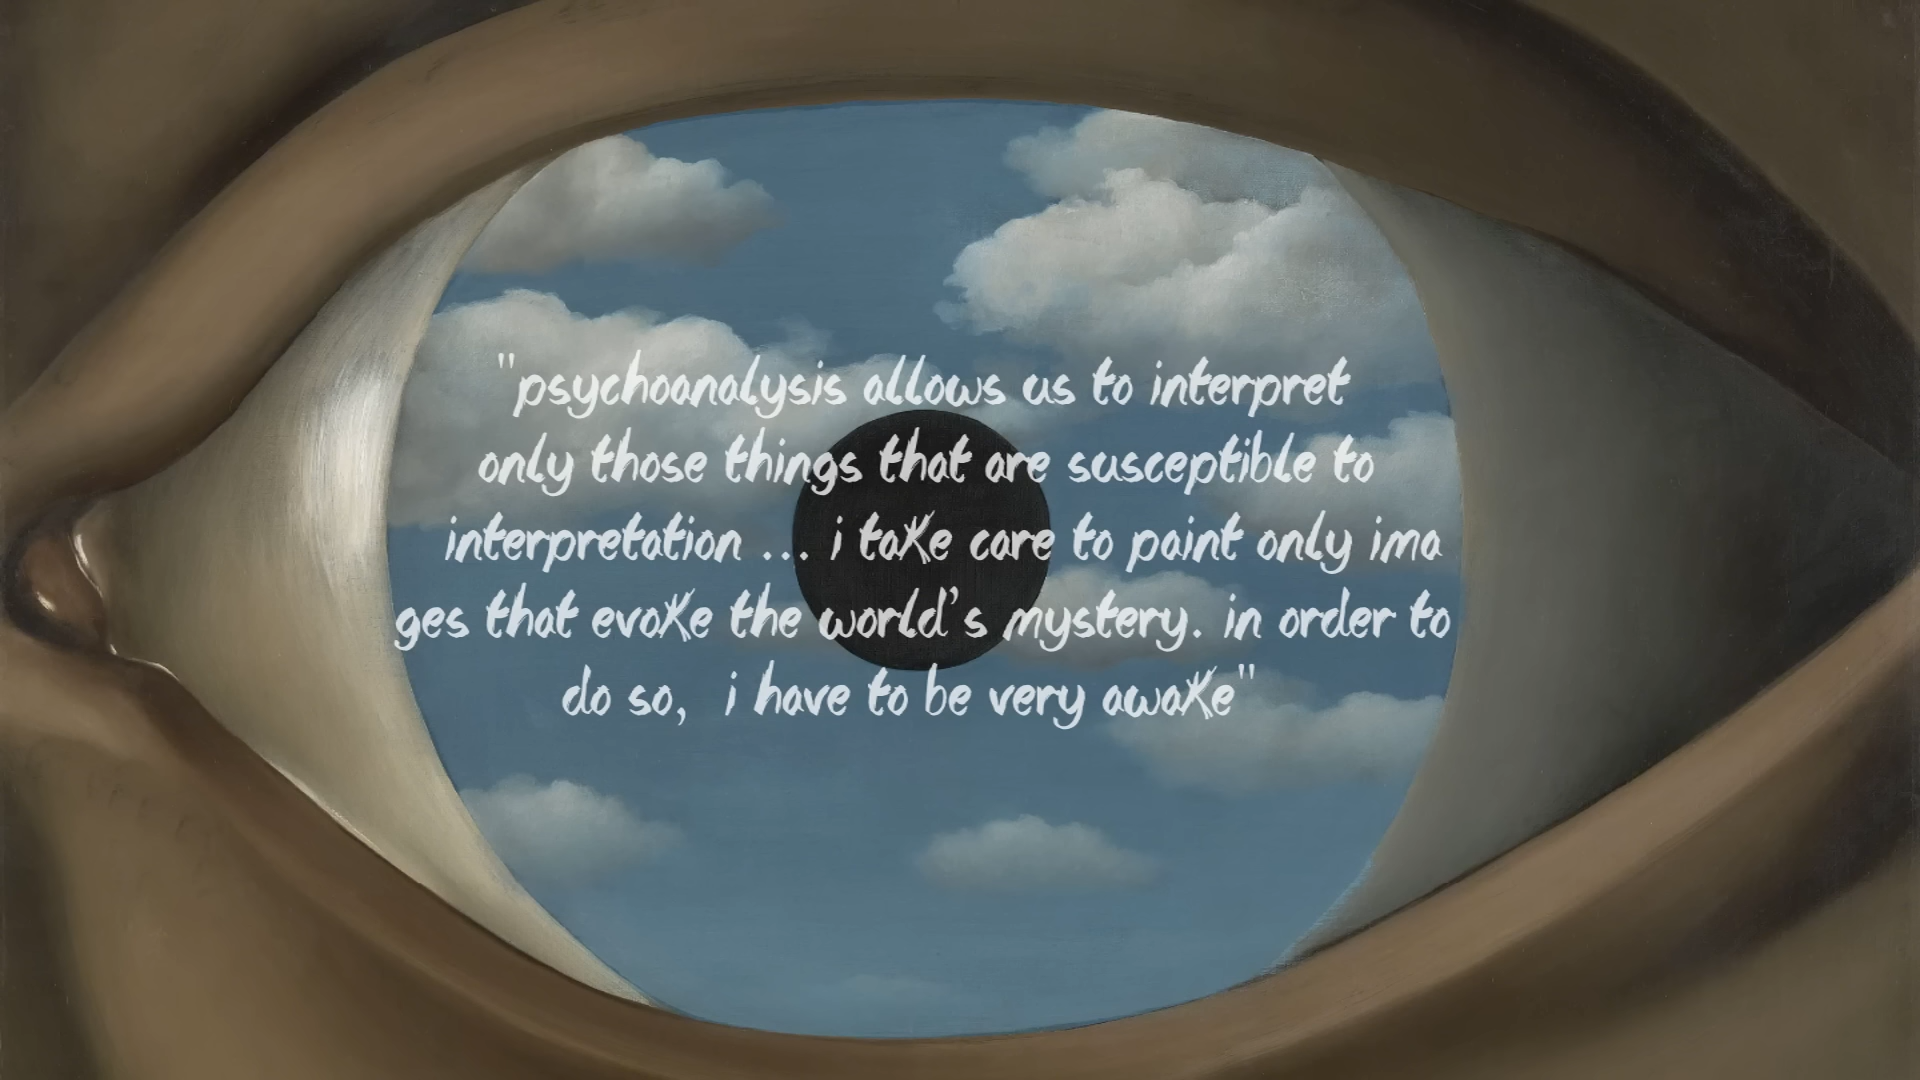 "psychoanalysis allows us to interpret
only those things that are susceptible to
interpretation ... i take care to paint only ima
ges that evoke the world's mystery. in order to
do so,  i have to be very awake"